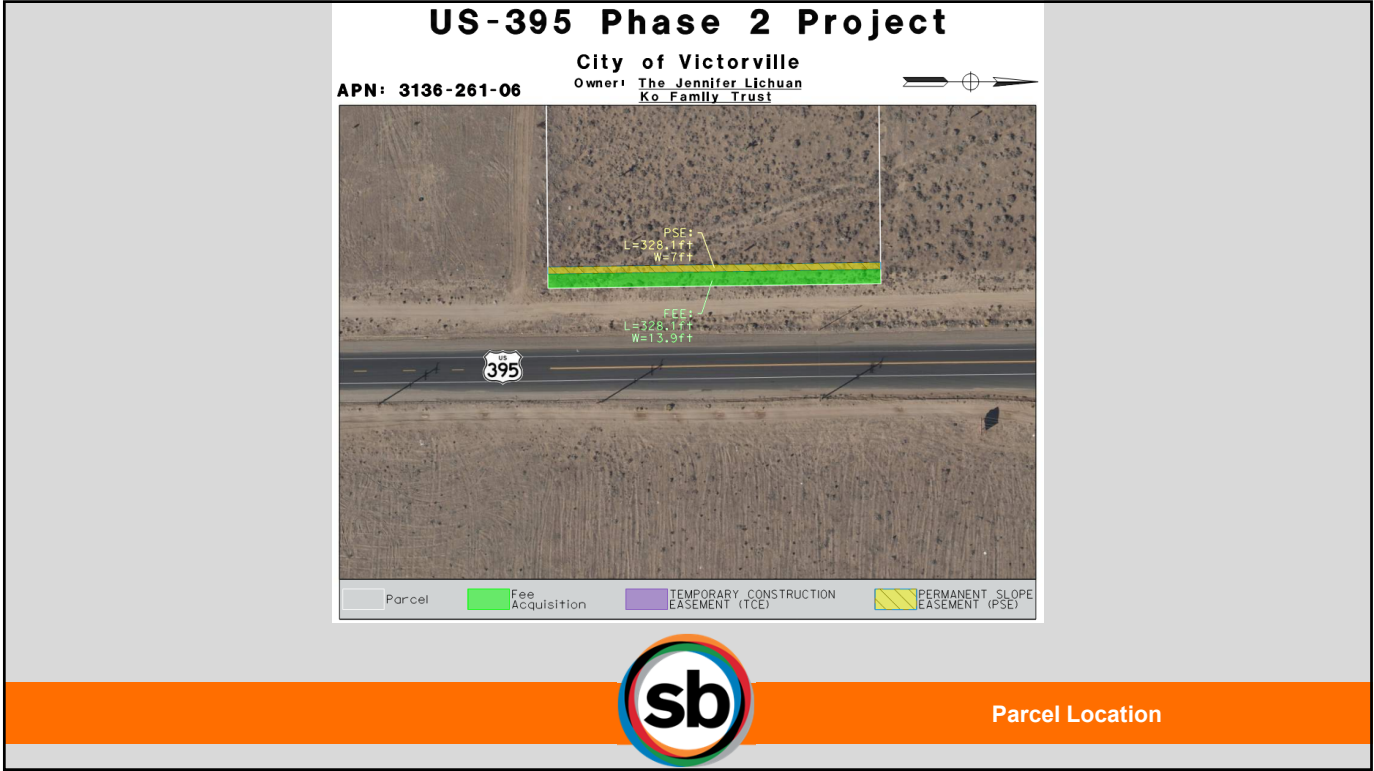 US-395 Phase 2 Project
City of Victorville
APN: 3136-261-06
Owner: The Jennifer Lichuan
Ko Family Trust
PSE:
L=328.1ft
W=7ft
FEE:
L=328.1ft
W=13.9ft
US
395
Parcel
Fee
Acquisition
TEMPORARY CONSTRUCTION
EASEMENT (TCE)
PERMANENT SLOPE
EASEMENT (PSE)
sb
Parcel Location